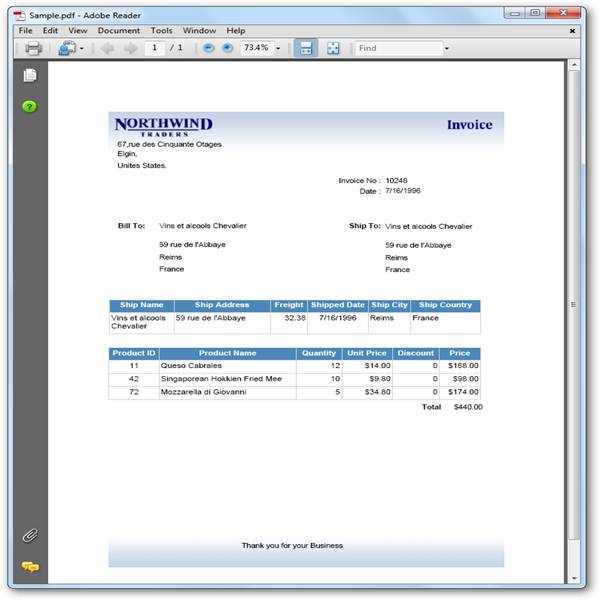 Sample.pdf - Adobe Reader
File Edit View Document Tools Window Help
1 / 1 73.4% Find
NORTHWIND
TRADERS
Invoice
67,rue des Cinquante Otages
Elgin,
Unites States.
Invoice No : 10248
Date : 7/16/1996
Bill To: Vins et alcools Chevalier Ship To: Vins et alcools Chevalier
59 rue de l'Abbaye 59 rue de l'Abbaye
Reims Reims
France France
Ship Name Ship Address Freight Shipped Date Ship City Ship Country
Vins et alcools Chevalier 59 rue de l'Abbaye 32.38 7/16/1996 Reims France
Product ID Product Name Quantity Unit Price Discount Price
11 Queso Cabrales 12 $14.00 0 $168.00
42 Singaporean Hokkien Fried Mee 10 $9.80 0 $98.00
72 Mozzarella di Giovanni 5 $34.80 0 $174.00
Total $440.00
Thank you for your Business